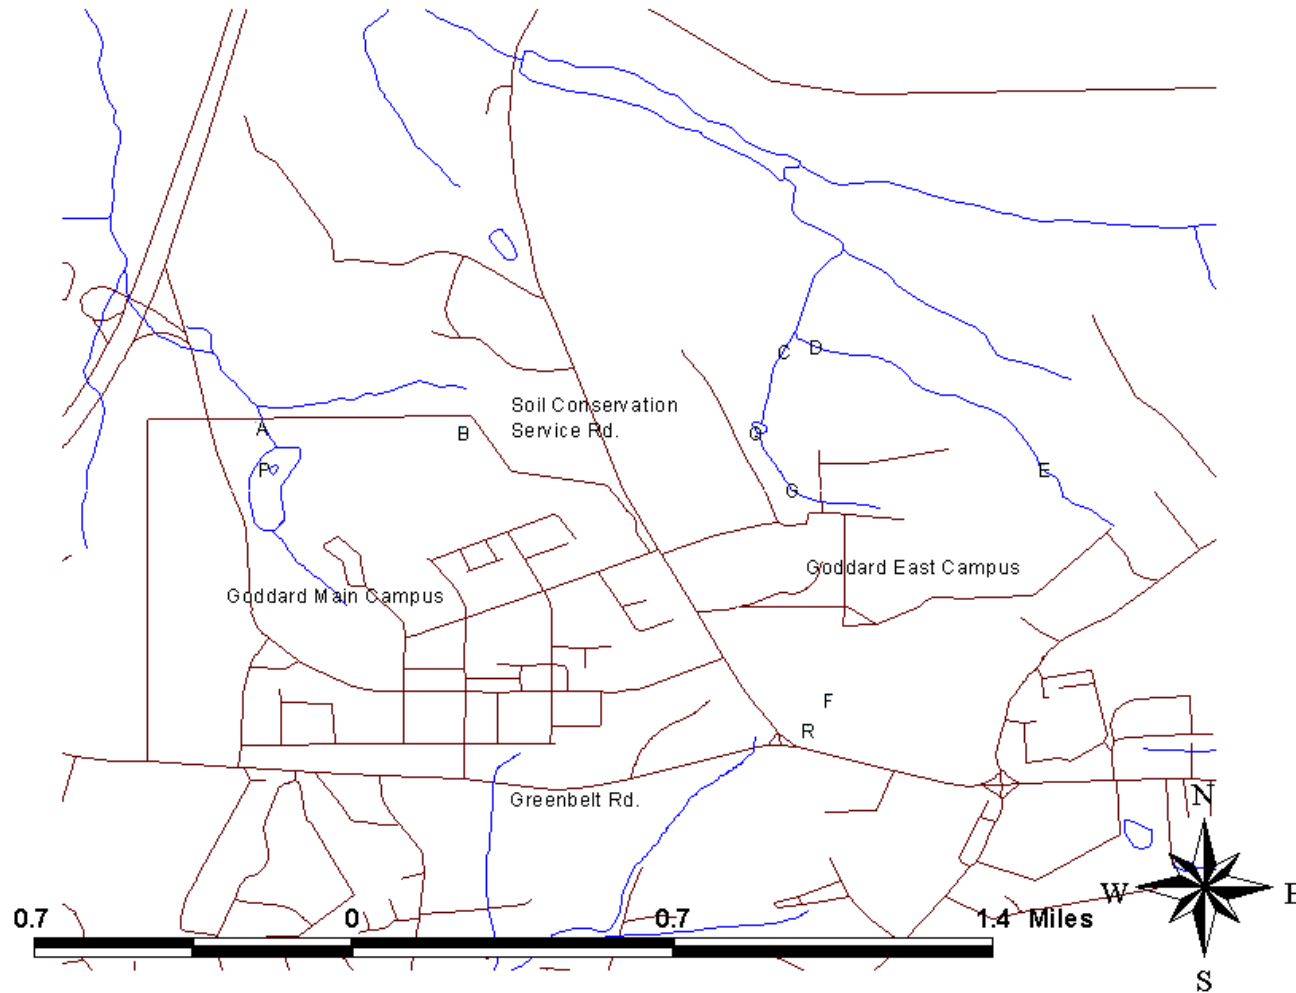 C D
Soil Conservation
Service Rd.
A B Q
P E
G
Goddard East Campus
Goddard Main Campus
F
R
Greenbelt Rd.
N
W E
S
0.7 0 0.7 1.4 Miles